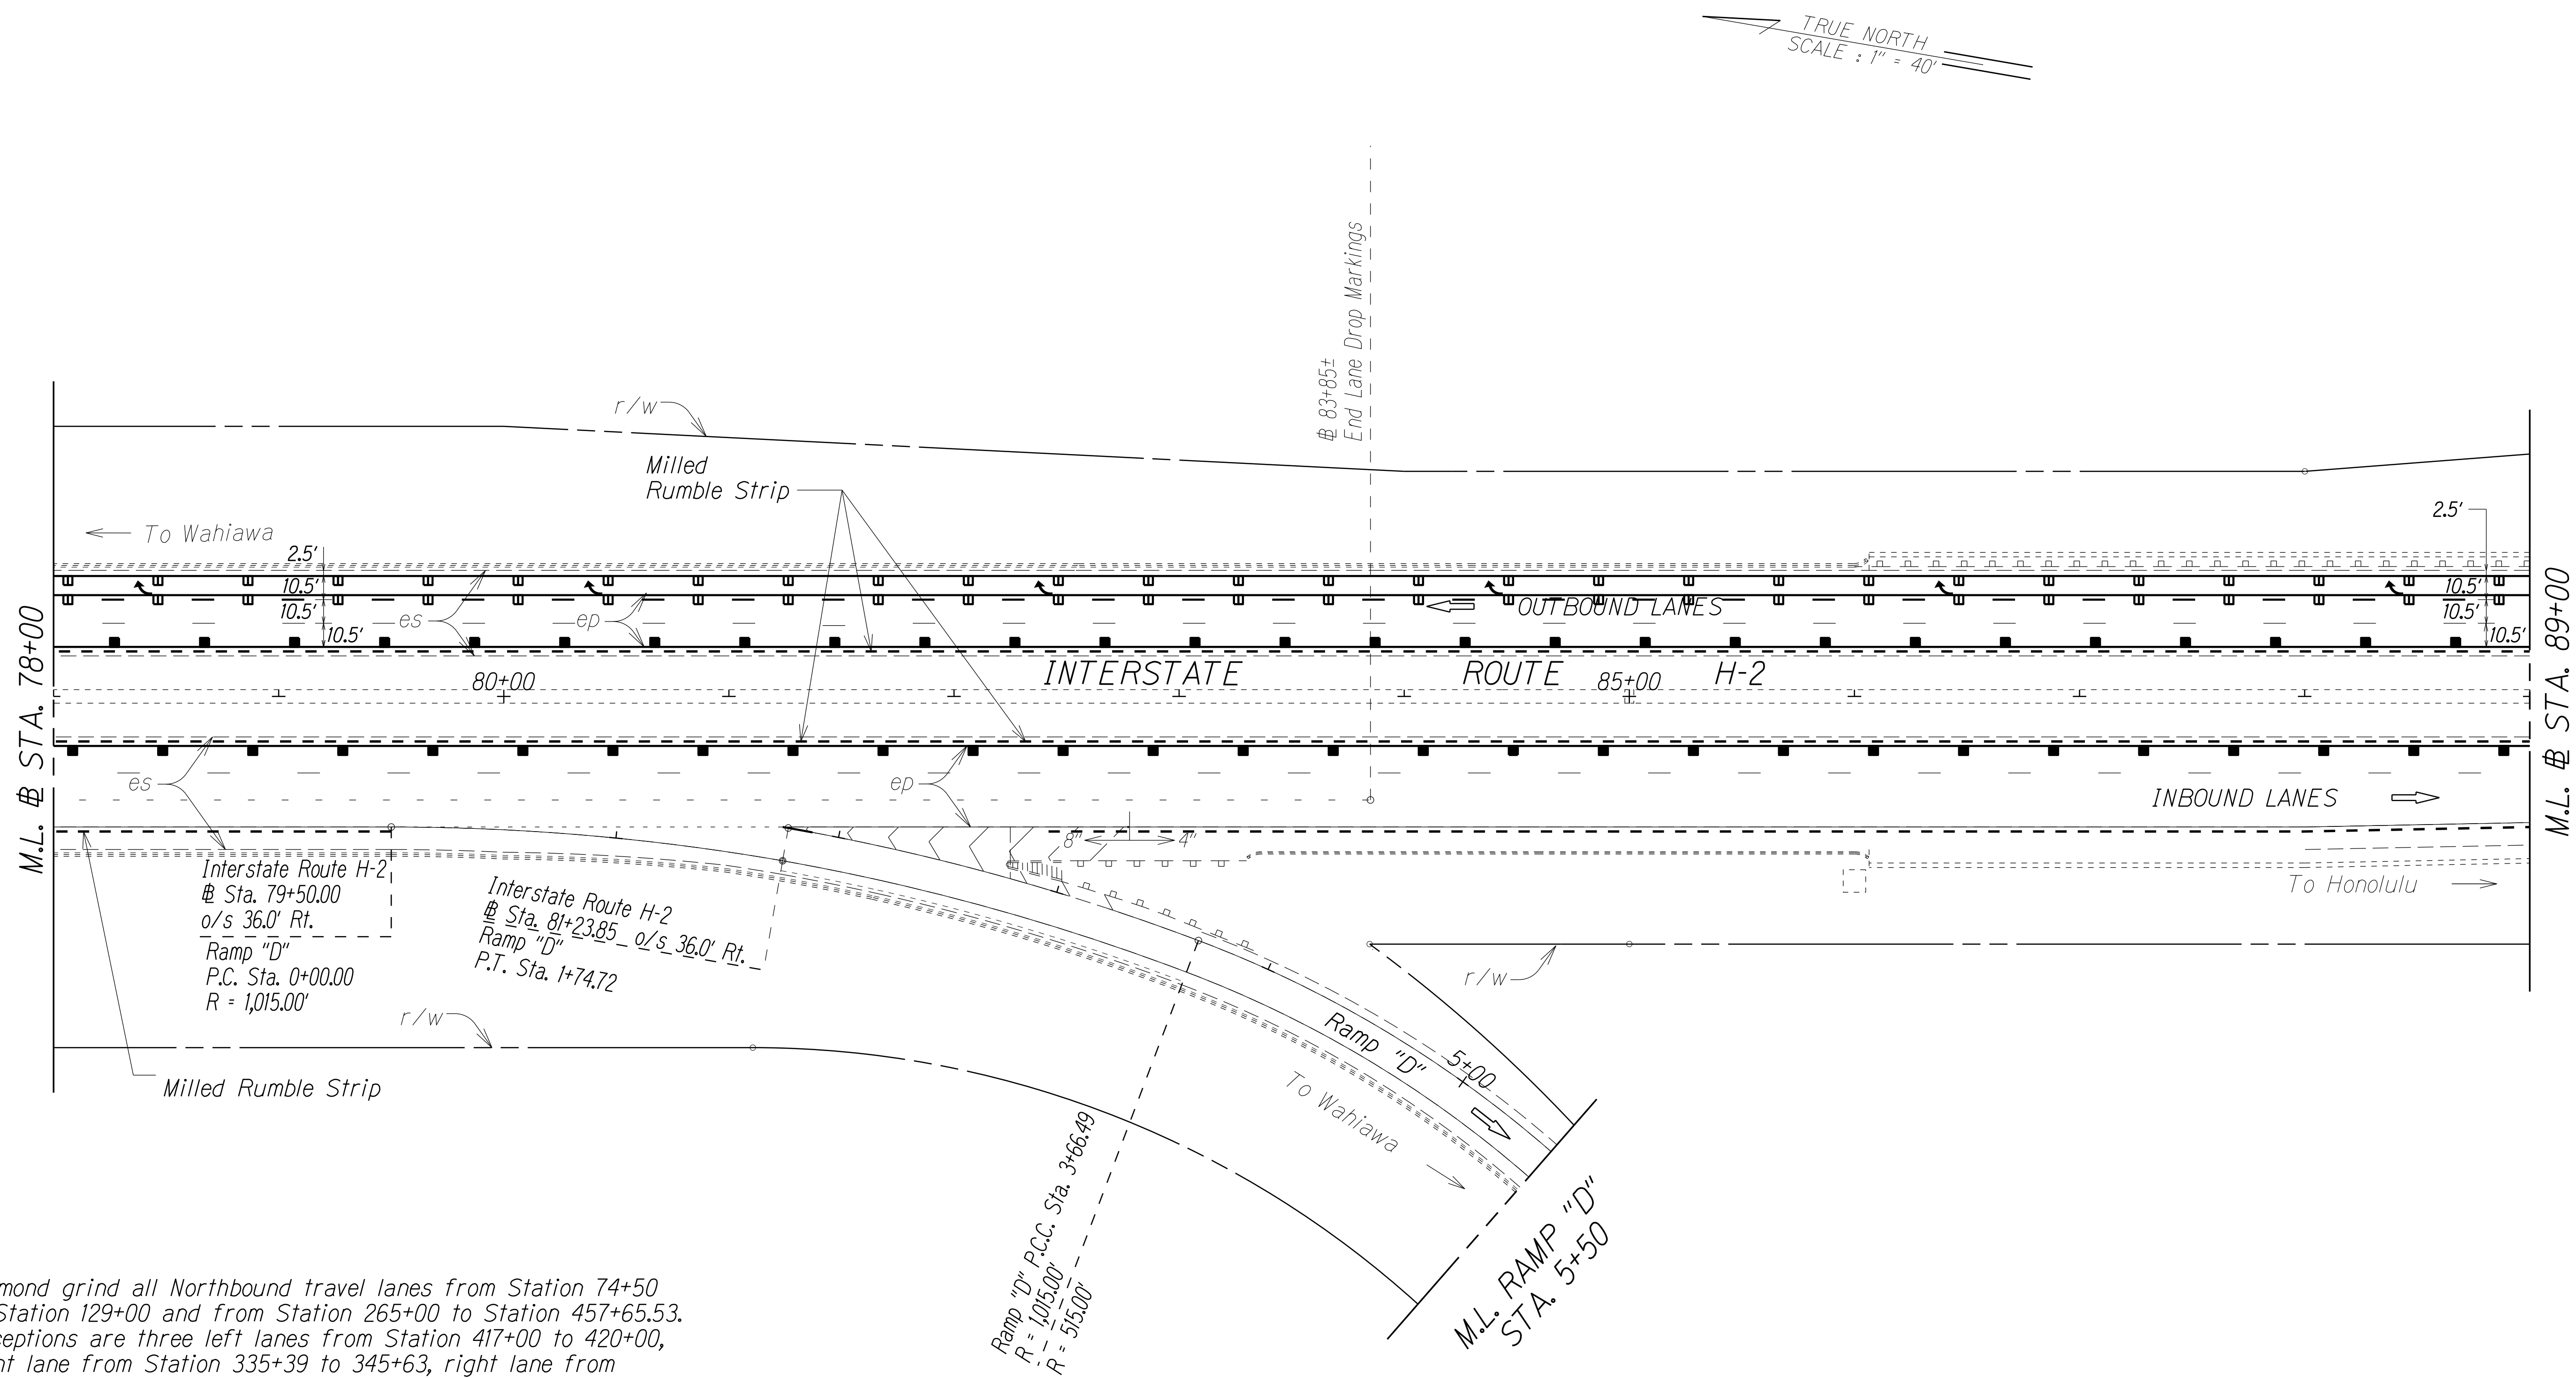 TRUE NORTH
SCALE : 1" = 40'
℄ 83+85±
End Lane Drop Markings
r/w
Milled
Rumble Strip
To Wahiawa
2.5'
10.5'
10.5'
10.5'
es
ep
2.5'
10.5'
10.5'
10.5'
OUTBOUND LANES
INTERSTATE ROUTE H-2
80+00
85+00
M.L. ℄ STA. 78+00
M.L. ℄ STA. 89+00
es
ep
INBOUND LANES
8" 4"
To Honolulu
Interstate Route H-2
℄ Sta. 79+50.00
o/s 36.0' Rt.
Ramp "D"
P.C. Sta. 0+00.00
R = 1,015.00'
Interstate Route H-2
℄ Sta. 81+23.85 o/s 36.0' Rt.
Ramp "D"
P.T. Sta. 1+74.72
r/w
r/w
Milled Rumble Strip
Ramp "D"
5+00
To Wahiawa
Ramp "D" P.C.C. Sta. 3+66.49
R = 1,015.00'
R = 515.00'
M.L. RAMP "D"
STA. 5+50
mond grind all Northbound travel lanes from Station 74+50
Station 129+00 and from Station 265+00 to Station 457+65.53.
ceptions are three left lanes from Station 417+00 to 420+00,
ht lane from Station 335+39 to 345+63, right lane from